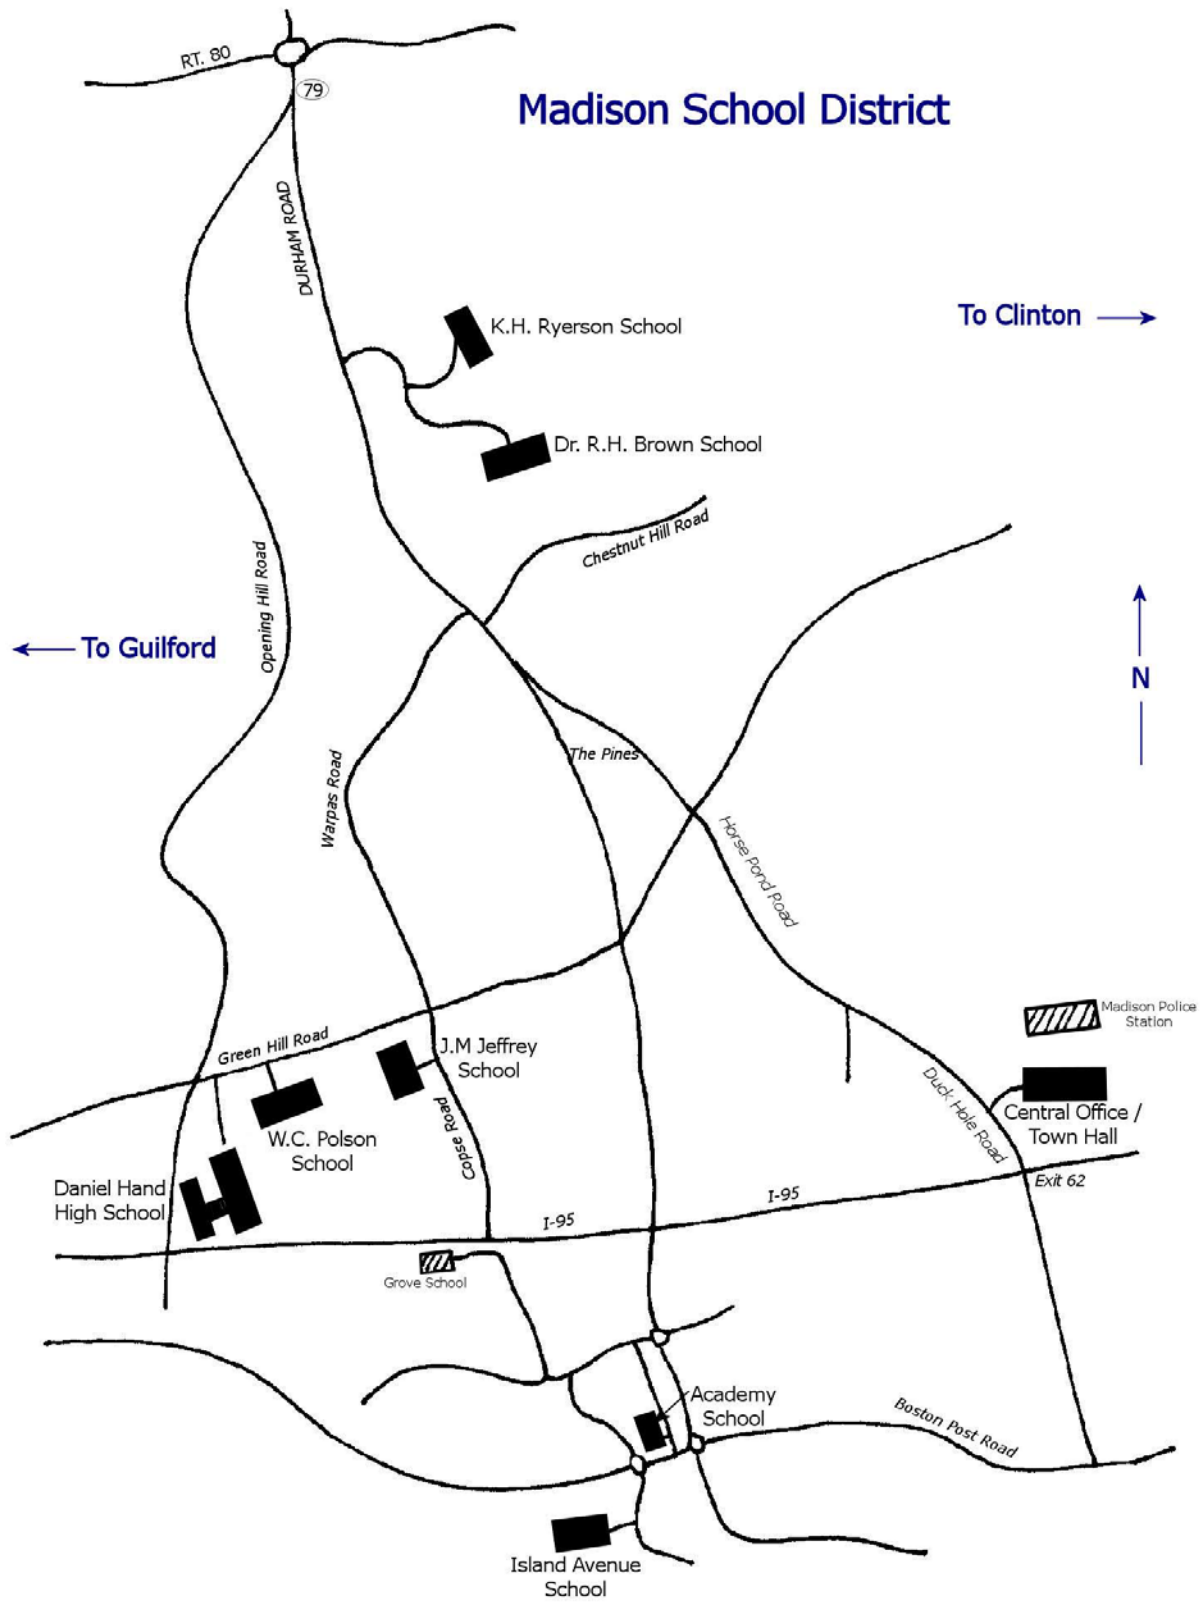 RT. 80
79
Madison School District
DURHAM ROAD
To Clinton
K.H. Ryerson School
Dr. R.H. Brown School
Chestnut Hill Road
Opening Hill Road
To Guilford
N
The Pines
Warpas Road
Horse Pond Road
Madison Police
Station
Green Hill Road
J.M Jeffrey
School
Duck Hole Road
Central Office /
Town Hall
Copse Road
W.C. Polson
School
Exit 62
Daniel Hand
High School
I-95
I-95
Grove School
Academy
School
Boston Post Road
Island Avenue
School